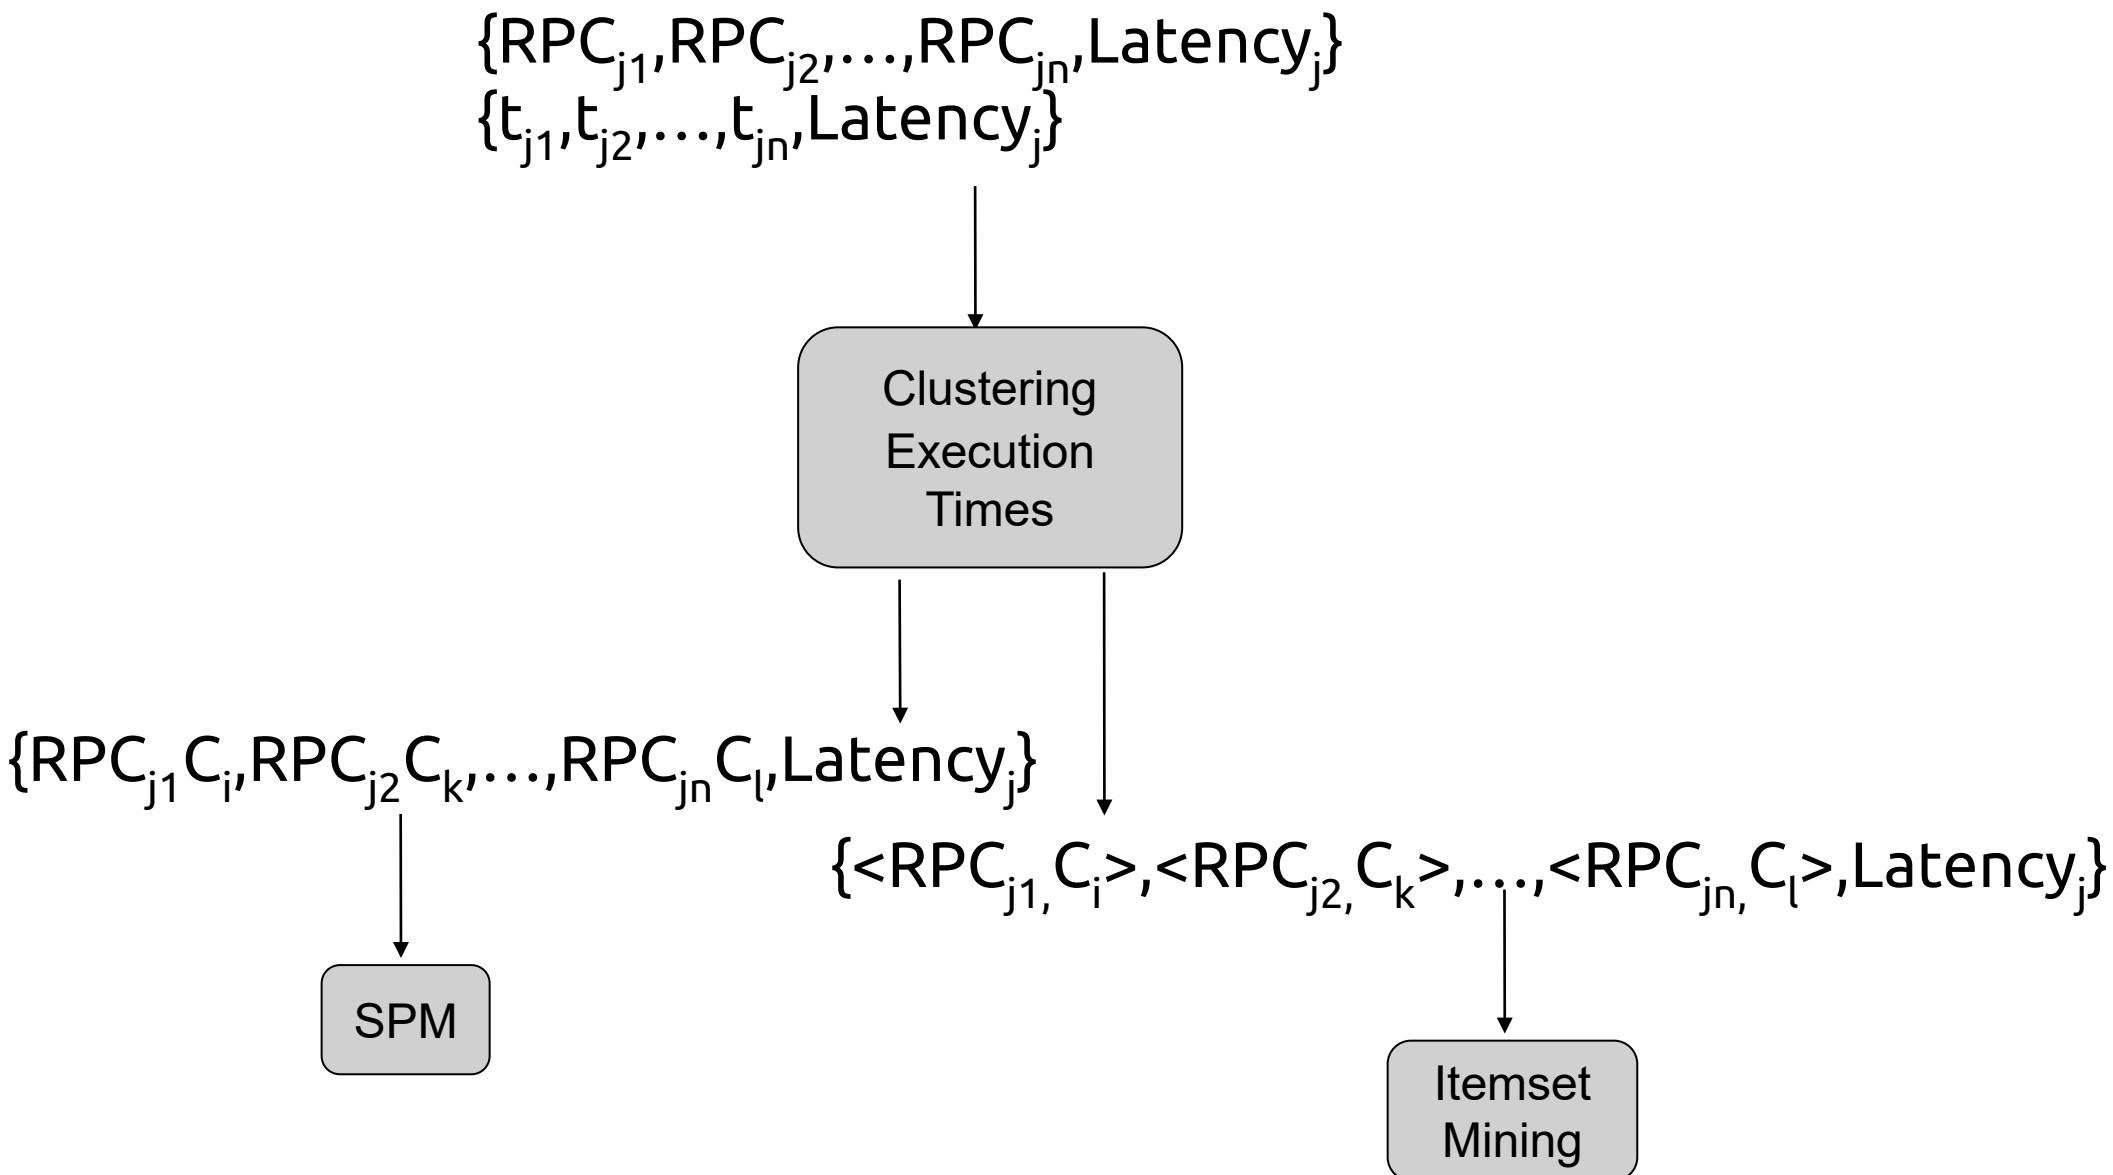 {RPCj1,RPCj2,…,RPCjn,Latencyj}
{tj1,tj2,…,tjn,Latencyj}
Clustering
Execution
Times
{RPCj1Ci,RPCj2Ck,…,RPCjnCl,Latencyj}
{<RPCj1,Ci>,<RPCj2,Ck>,…,<RPCjn,Cl>,Latencyj}
SPM
Itemset
Mining